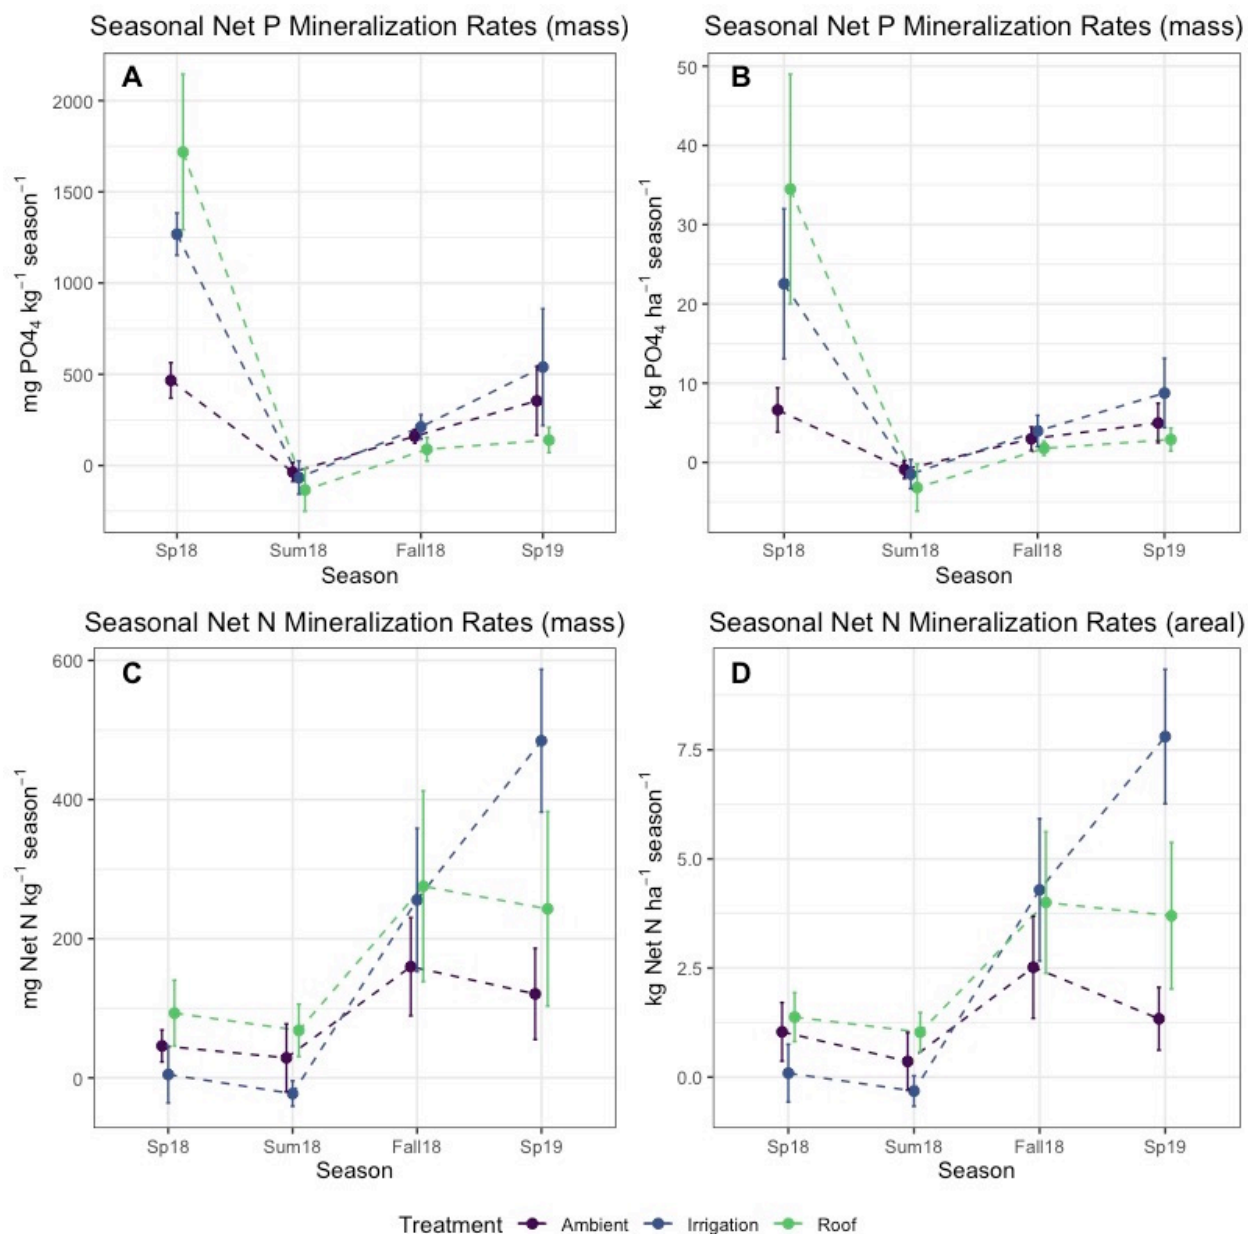 Seasonal Net P Mineralization Rates (mass)
A
mg PO4₄ kg⁻¹ season⁻¹
2000
1500
1000
500
0
Sp18 Sum18 Fall18 Sp19
Season
Seasonal Net P Mineralization Rates (mass)
B
kg PO4₄ ha⁻¹ season⁻¹
50
40
30
20
10
0
Sp18 Sum18 Fall18 Sp19
Season
Seasonal Net N Mineralization Rates (mass)
C
mg Net N kg⁻¹ season⁻¹
600
400
200
0
Sp18 Sum18 Fall18 Sp19
Season
Seasonal Net N Mineralization Rates (areal)
D
kg Net N ha⁻¹ season⁻¹
7.5
5.0
2.5
0.0
Sp18 Sum18 Fall18 Sp19
Season
Treatment Ambient Irrigation Roof